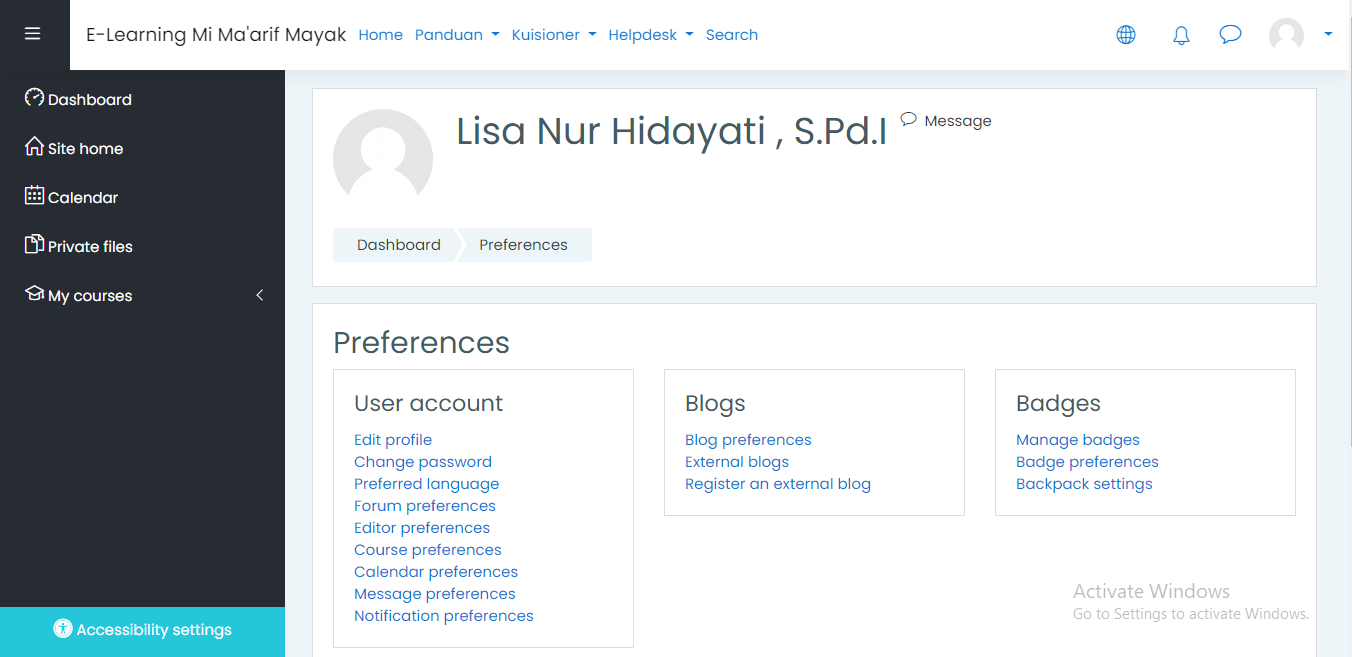 E-Learning Mi Ma'arif Mayak Home Panduan Kuisioner Helpdesk Search
Dashboard
Site home
Calendar
Private files
My courses
Accessibility settings
Lisa Nur Hidayati , S.Pd.I Message
Dashboard Preferences
Preferences
User account
Edit profile
Change password
Preferred language
Forum preferences
Editor preferences
Course preferences
Calendar preferences
Message preferences
Notification preferences
Blogs
Blog preferences
External blogs
Register an external blog
Badges
Manage badges
Badge preferences
Backpack settings
Activate Windows
Go to Settings to activate Windows.